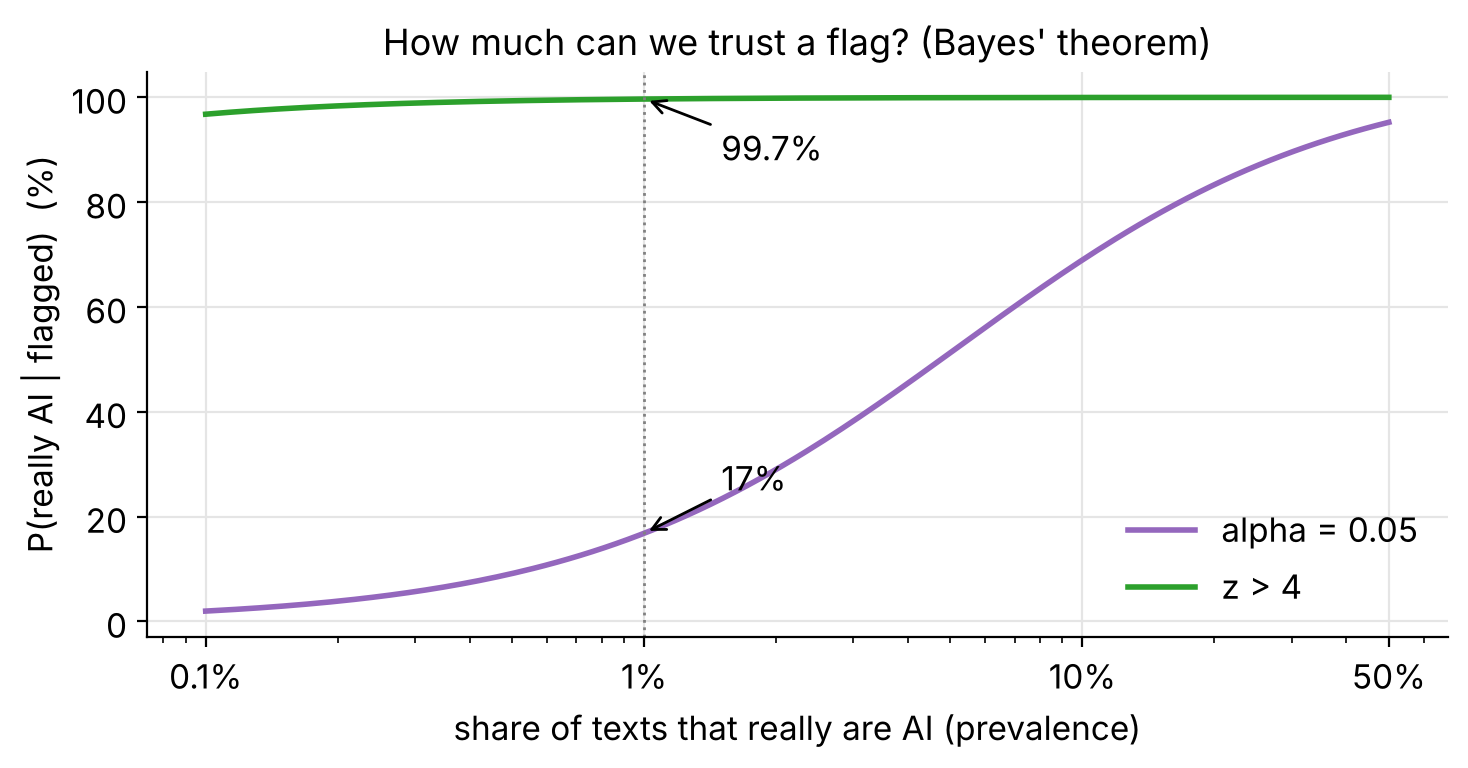 How much can we trust a flag? (Bayes' theorem)
P(really AI | flagged) (%)
100
80
60
40
20
0
99.7%
17%
alpha = 0.05
z > 4
0.1%
1%
10%
50%
share of texts that really are AI (prevalence)